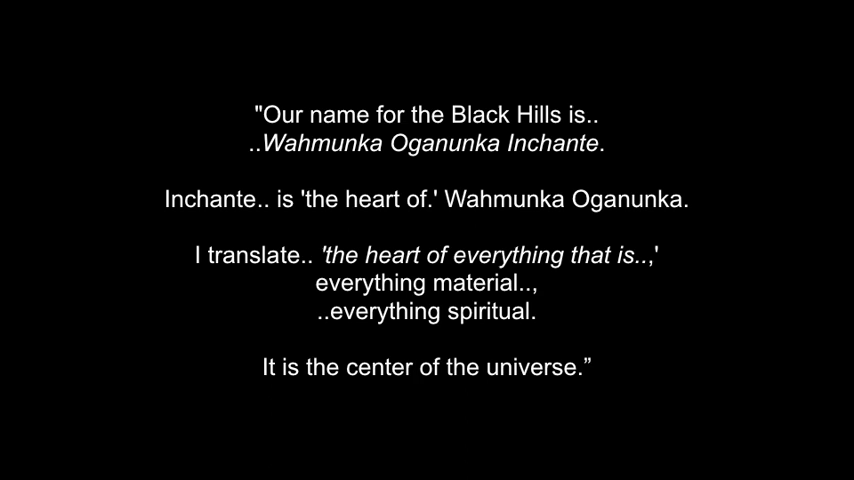 "Our name for the Black Hills is..
..Wahmunka Oganunka Inchante.
Inchante.. is 'the heart of.' Wahmunka Oganunka.
I translate.. 'the heart of everything that is..,'
everything material..,
..everything spiritual.
It is the center of the universe.”